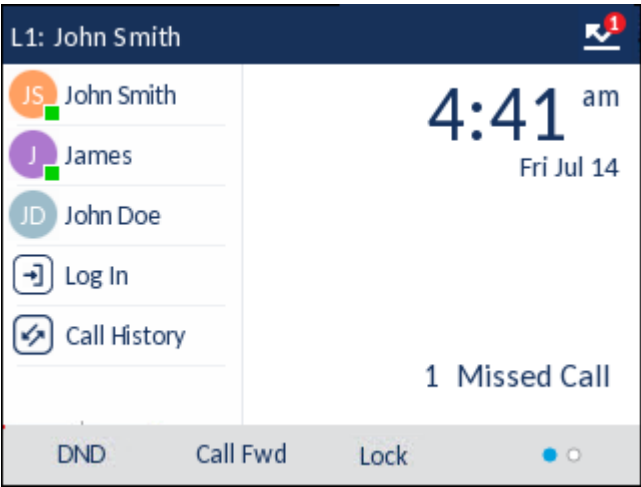 L1: John Smith
1
JS John Smith
J James
JD John Doe
Log In
Call History
4:41 am
Fri Jul 14
1 Missed Call
DND Call Fwd Lock